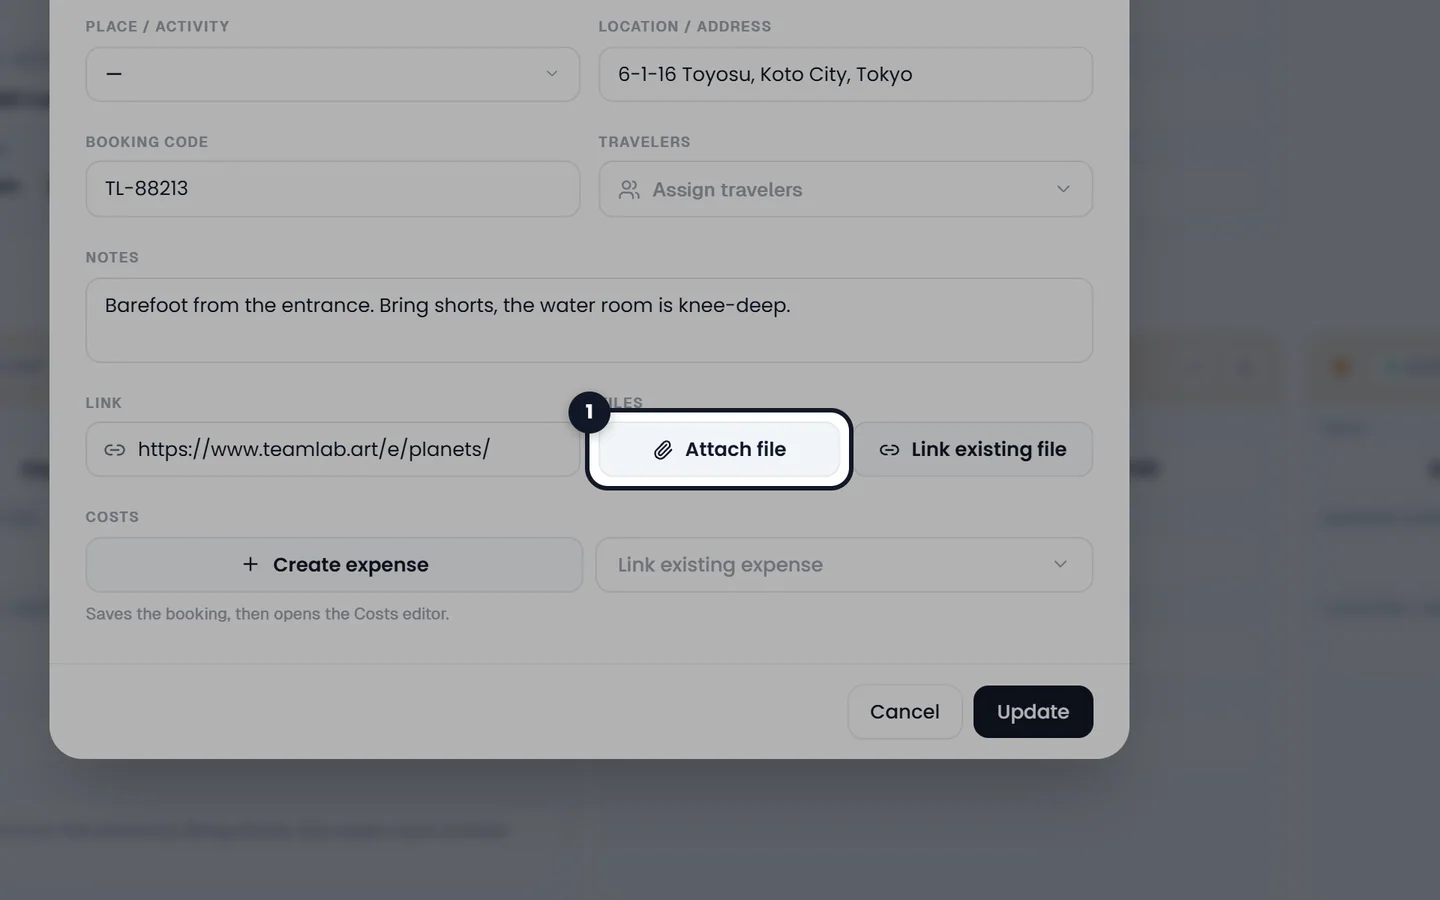 PLACE / ACTIVITY
LOCATION / ADDRESS
—
6-1-16 Toyosu, Koto City, Tokyo
BOOKING CODE
TRAVELERS
TL-88213
Assign travelers
NOTES
Barefoot from the entrance. Bring shorts, the water room is knee-deep.
LINK
1
https://www.teamlab.art/e/planets/
Attach file
Link existing file
COSTS
Create expense
Link existing expense
Saves the booking, then opens the Costs editor.
Cancel
Update